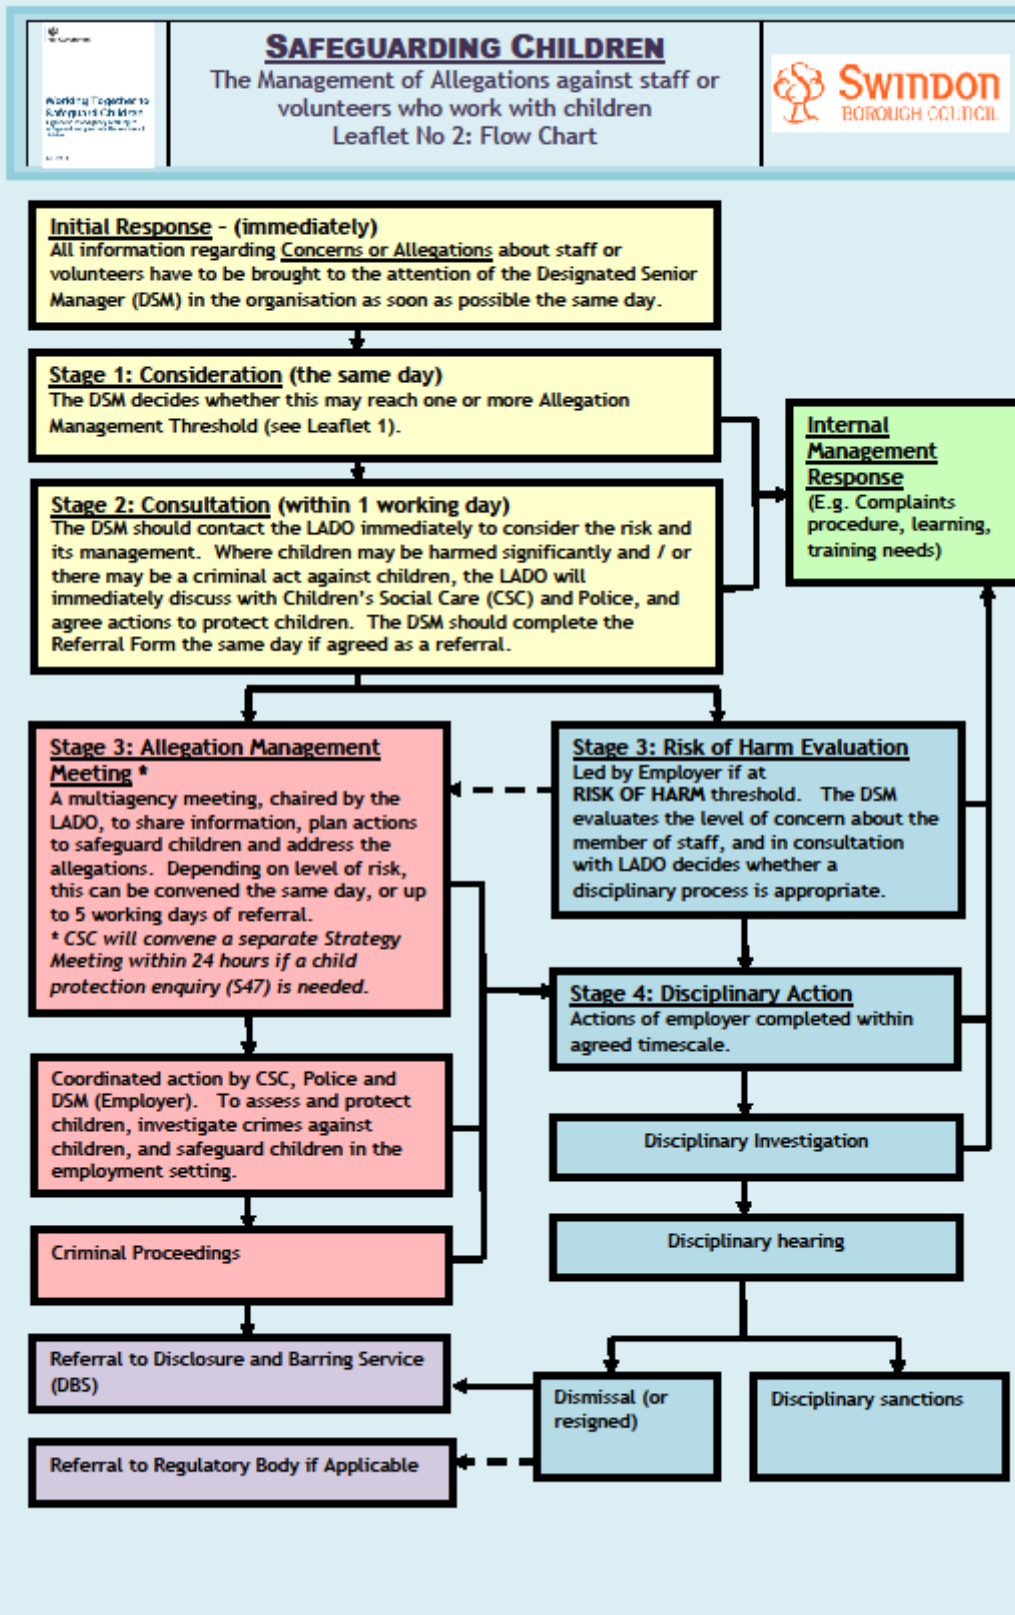 Working Together to
Safeguard Children
SAFEGUARDING CHILDREN
The Management of Allegations against staff or
volunteers who work with children
Leaflet No 2: Flow Chart
SWINDON
BOROUGH COUNCIL
Initial Response – (immediately)
All information regarding Concerns or Allegations about staff or
volunteers have to be brought to the attention of the Designated Senior
Manager (DSM) in the organisation as soon as possible the same day.
Stage 1: Consideration (the same day)
The DSM decides whether this may reach one or more Allegation
Management Threshold (see Leaflet 1).
Internal
Management
Response
(E.g. Complaints
procedure, learning,
training needs)
Stage 2: Consultation (within 1 working day)
The DSM should contact the LADO immediately to consider the risk and
its management. Where children may be harmed significantly and / or
there may be a criminal act against children, the LADO will
immediately discuss with Children's Social Care (CSC) and Police, and
agree actions to protect children. The DSM should complete the
Referral Form the same day if agreed as a referral.
Stage 3: Allegation Management
Meeting *
A multiagency meeting, chaired by the
LADO, to share information, plan actions
to safeguard children and address the
allegations. Depending on level of risk,
this can be convened the same day, or up
to 5 working days of referral.
* CSC will convene a separate Strategy
Meeting within 24 hours if a child
protection enquiry (S47) is needed.
Stage 3: Risk of Harm Evaluation
Led by Employer if at
RISK OF HARM threshold. The DSM
evaluates the level of concern about the
member of staff, and in consultation
with LADO decides whether a
disciplinary process is appropriate.
Stage 4: Disciplinary Action
Actions of employer completed within
agreed timescale.
Coordinated action by CSC, Police and
DSM (Employer). To assess and protect
children, investigate crimes against
children, and safeguard children in the
employment setting.
Disciplinary Investigation
Criminal Proceedings
Disciplinary hearing
Referral to Disclosure and Barring Service
(DBS)
Dismissal (or
resigned)
Disciplinary sanctions
Referral to Regulatory Body if Applicable